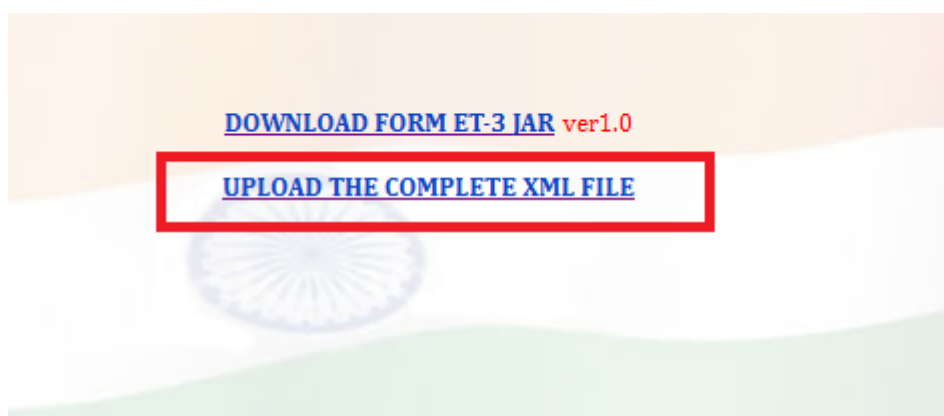 DOWNLOAD FORM ET-3 JAR ver1.0
UPLOAD THE COMPLETE XML FILE